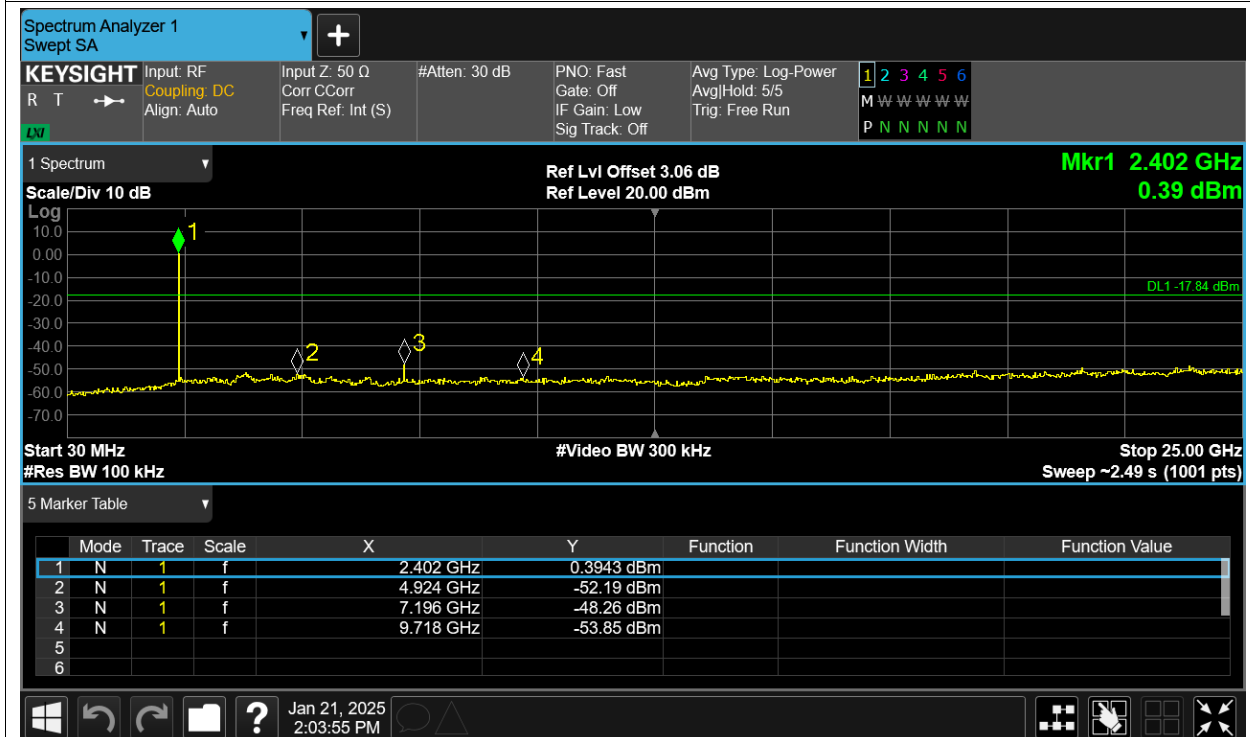 Spectrum Analyzer 1
Swept SA
+
KEYSIGHT
R T
LXI
Input: RF
Coupling: DC
Align: Auto
Input Z: 50 Ω
Corr CCorr
Freq Ref: Int (S)
#Atten: 30 dB
PNO: Fast
Gate: Off
IF Gain: Low
Sig Track: Off
Avg Type: Log-Power
Avg|Hold: 5/5
Trig: Free Run
1 2 3 4 5 6
M W W W W W
P N N N N N
1 Spectrum
Scale/Div 10 dB
Ref Lvl Offset 3.06 dB
Ref Level 20.00 dBm
Mkr1 2.402 GHz
0.39 dBm
Log
10.0
0.00
-10.0
-20.0
-30.0
-40.0
-50.0
-60.0
-70.0
1
2
3
4
DL1 -17.84 dBm
Start 30 MHz
#Res BW 100 kHz
#Video BW 300 kHz
Stop 25.00 GHz
Sweep ~2.49 s (1001 pts)
5 Marker Table
Mode Trace Scale X Y Function Function Width Function Value
1 N 1 f 2.402 GHz 0.3943 dBm
2 N 1 f 4.924 GHz -52.19 dBm
3 N 1 f 7.196 GHz -48.26 dBm
4 N 1 f 9.718 GHz -53.85 dBm
5
6
?
Jan 21, 2025
2:03:55 PM